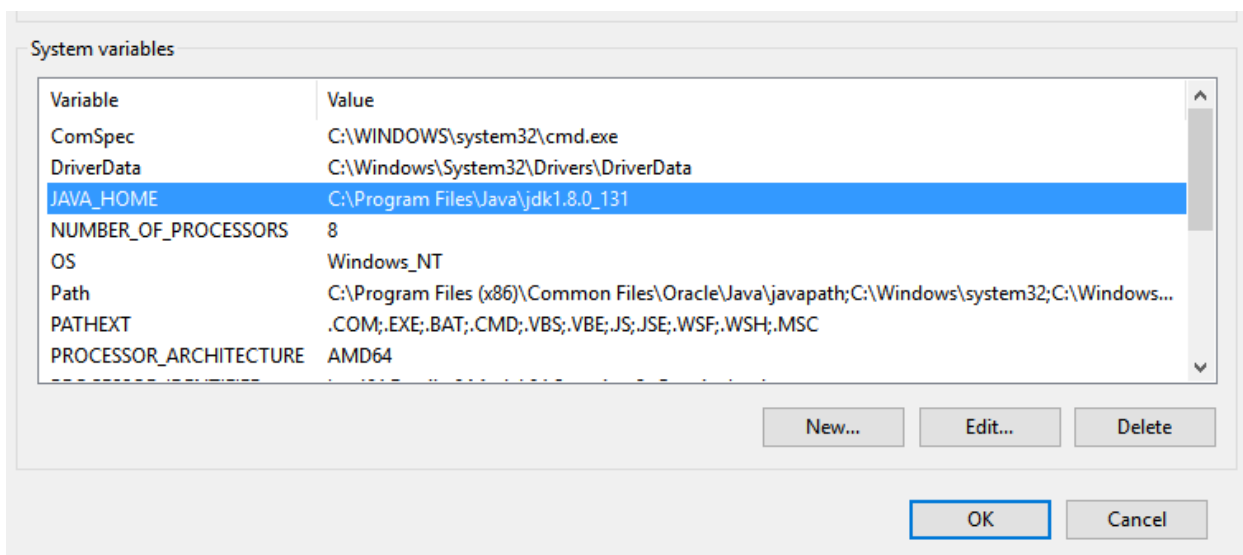 System variables
Variable Value
ComSpec C:\WINDOWS\system32\cmd.exe
DriverData C:\Windows\System32\Drivers\DriverData
JAVA_HOME C:\Program Files\Java\jdk1.8.0_131
NUMBER_OF_PROCESSORS 8
OS Windows_NT
Path C:\Program Files (x86)\Common Files\Oracle\Java\javapath;C:\Windows\system32;C:\Windows...
PATHEXT .COM;.EXE;.BAT;.CMD;.VBS;.VBE;.JS;.JSE;.WSF;.WSH;.MSC
PROCESSOR_ARCHITECTURE AMD64
New... Edit... Delete
OK Cancel